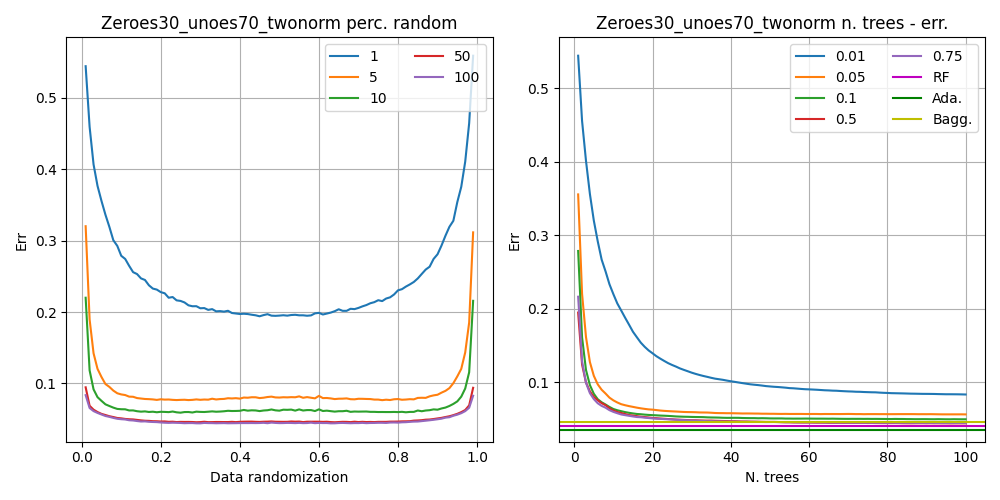 Zeroes30_unoes70_twonorm perc. random
1
5
10
50
100
Err
0.5
0.4
0.3
0.2
0.1
0.0 0.2 0.4 0.6 0.8 1.0
Data randomization
Zeroes30_unoes70_twonorm n. trees - err.
0.01
0.05
0.1
0.5
0.75
RF
Ada.
Bagg.
Err
0.5
0.4
0.3
0.2
0.1
0 20 40 60 80 100
N. trees